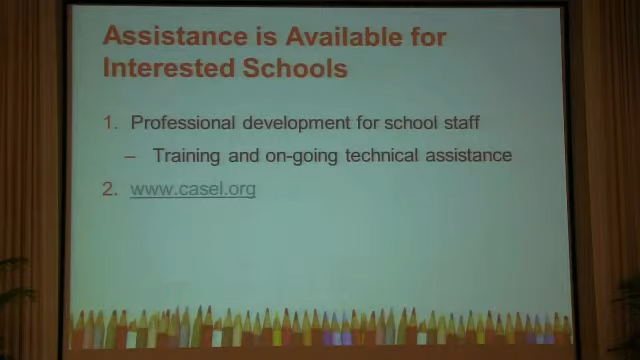 Assistance is Available for
Interested Schools
1. Professional development for school staff
– Training and on-going technical assistance
2. www.casel.org